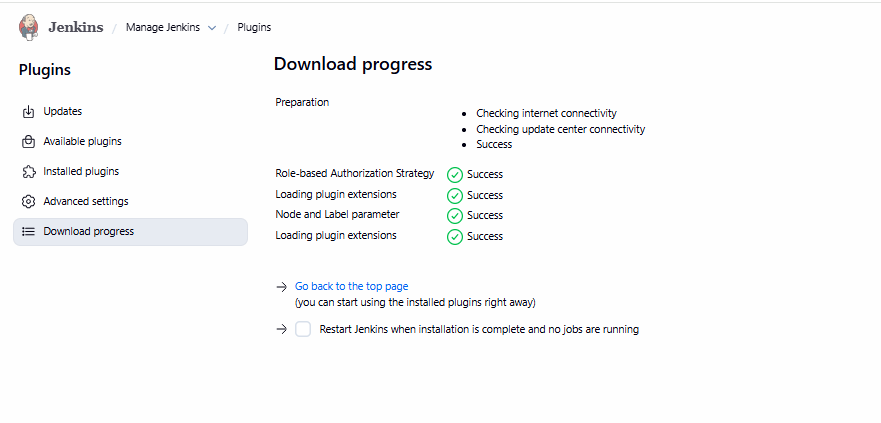 Jenkins / Manage Jenkins / Plugins
Plugins
Updates
Available plugins
Installed plugins
Advanced settings
Download progress
Download progress
Preparation
Checking internet connectivity
Checking update center connectivity
Success
Role-based Authorization Strategy Success
Loading plugin extensions Success
Node and Label parameter Success
Loading plugin extensions Success
Go back to the top page
(you can start using the installed plugins right away)
Restart Jenkins when installation is complete and no jobs are running